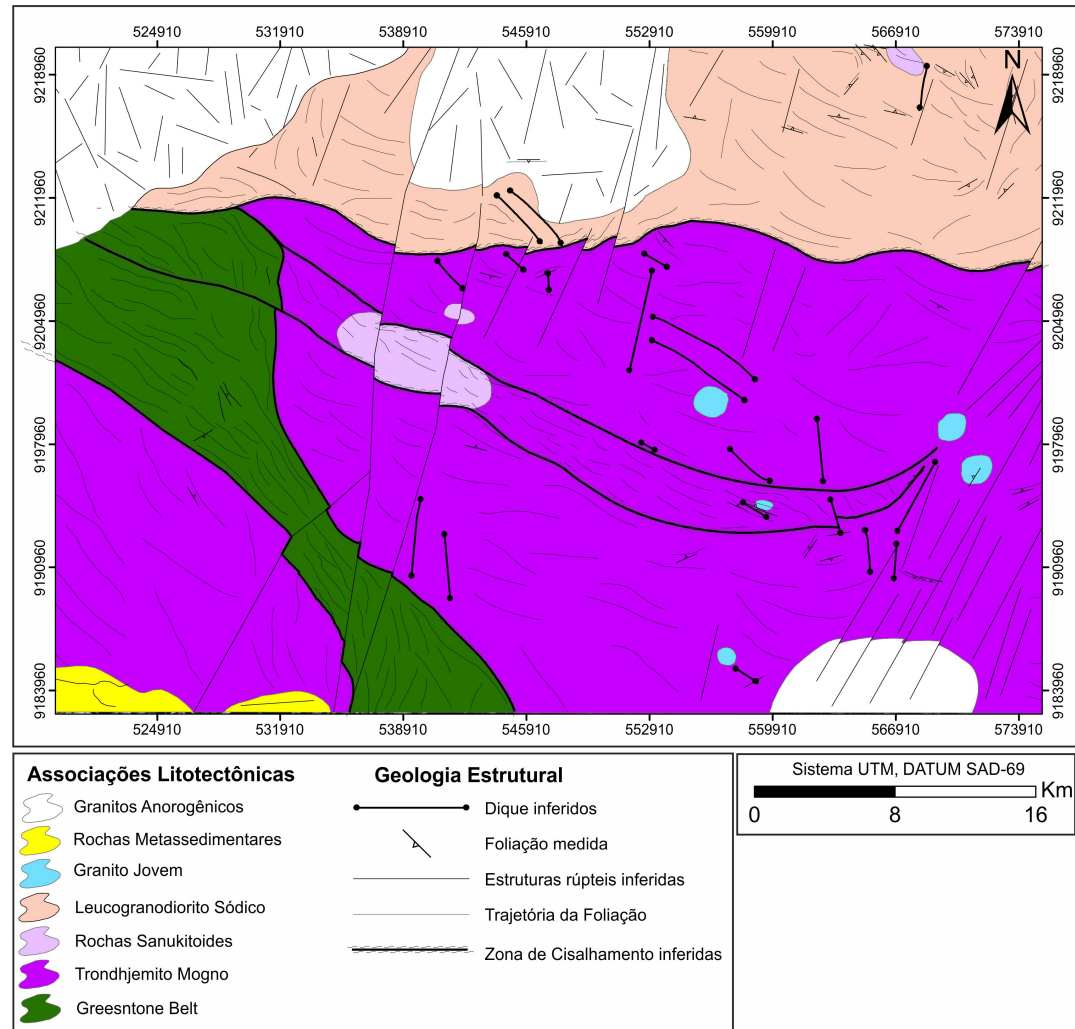 524910 531910 538910 545910 552910 559910 566910 573910
9218960 9218960
N
9211960 9211960
9204960 9204960
9197960 9197960
9190960 9190960
9183960 9183960
524910 531910 538910 545910 552910 559910 566910 573910
Associações Litotectônicas
Granitos Anorogênicos
Rochas Metassedimentares
Granito Jovem
Leucogranodiorito Sódico
Rochas Sanukitoides
Trondhjemito Mogno
Greesntone Belt
Geologia Estrutural
Dique inferidos
Foliação medida
Estruturas rúpteis inferidas
Trajetória da Foliação
Zona de Cisalhamento inferidas
Sistema UTM, DATUM SAD-69
Km
0 8 16